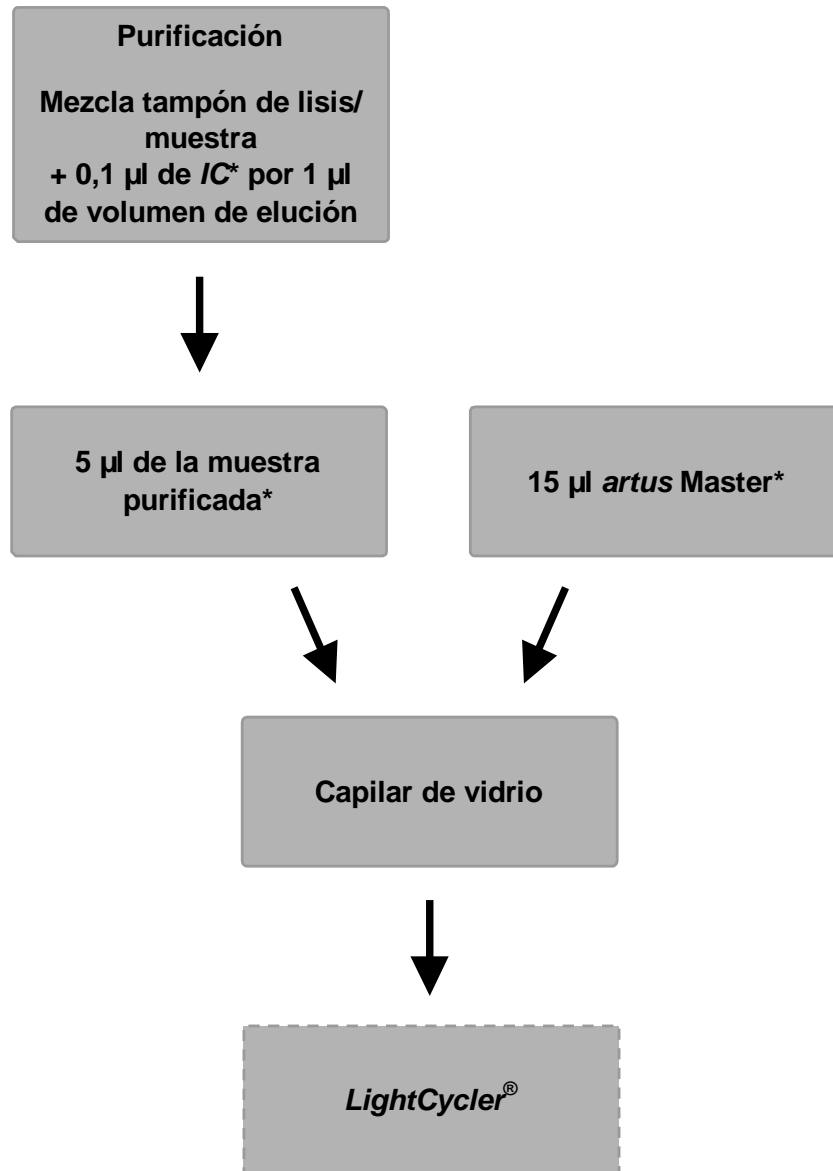 Purificación
Mezcla tampón de lisis/
muestra
+ 0,1 µl de IC* por 1 µl
de volumen de elución
5 µl de la muestra
purificada*
15 µl artus Master*
Capilar de vidrio
LightCycler®